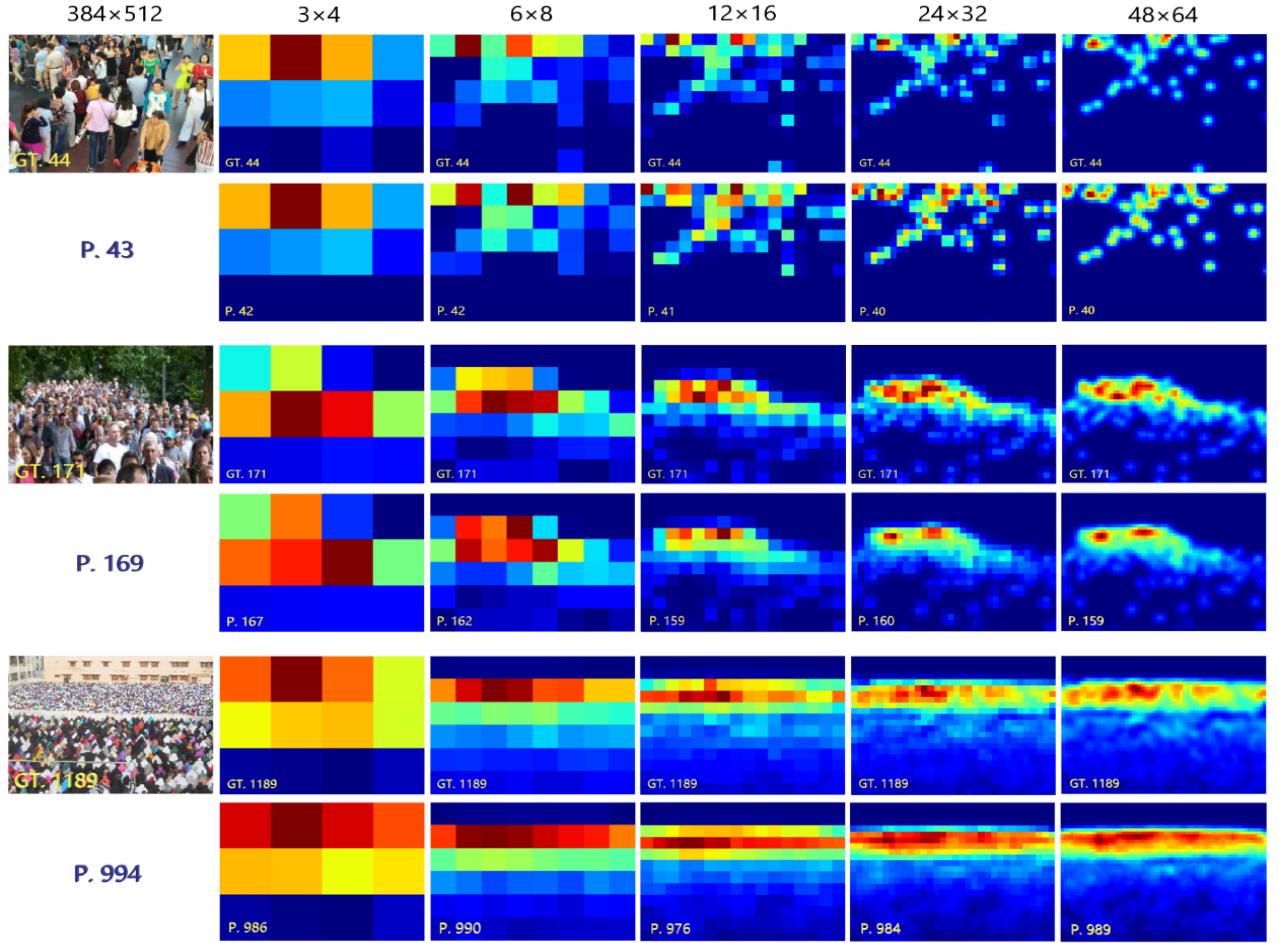 384×512 3×4 6×8 12×16 24×32 48×64
GT. 44 GT. 44 GT. 44 GT. 44 GT. 44 GT. 44
P. 43 P. 42 P. 42 P. 41 P. 40 P. 40
GT. 171 GT. 171 GT. 171 GT. 171 GT. 171 GT. 171
P. 169 P. 167 P. 162 P. 159 P. 160 P. 159
GT. 1189 GT. 1189 GT. 1189 GT. 1189 GT. 1189 GT. 1189
P. 994 P. 986 P. 990 P. 976 P. 984 P. 989